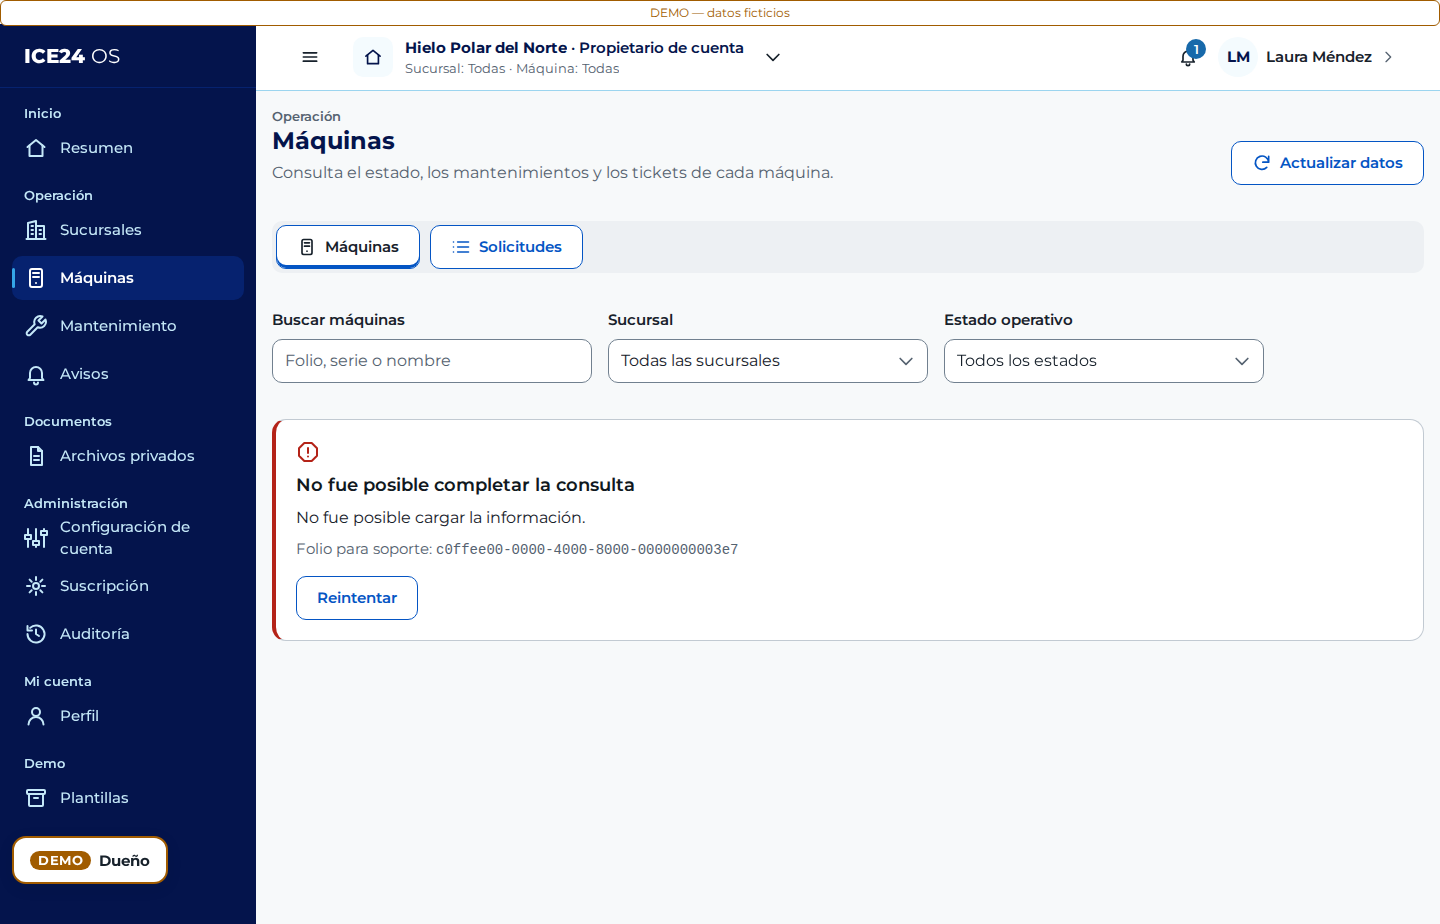 DEMO — datos ficticios
ICE24 OS
Inicio
Resumen
Operación
Sucursales
Máquinas
Mantenimiento
Avisos
Documentos
Archivos privados
Administración
Configuración de
cuenta
Suscripción
Auditoría
Mi cuenta
Perfil
Demo
Plantillas
DEMO Dueño
Hielo Polar del Norte · Propietario de cuenta
Sucursal: Todas · Máquina: Todas
1
LM Laura Méndez
Operación
Máquinas
Consulta el estado, los mantenimientos y los tickets de cada máquina.
Actualizar datos
Máquinas
Solicitudes
Buscar máquinas
Folio, serie o nombre
Sucursal
Todas las sucursales
Estado operativo
Todos los estados
No fue posible completar la consulta
No fue posible cargar la información.
Folio para soporte: c0ffee00-0000-4000-8000-0000000003e7
Reintentar